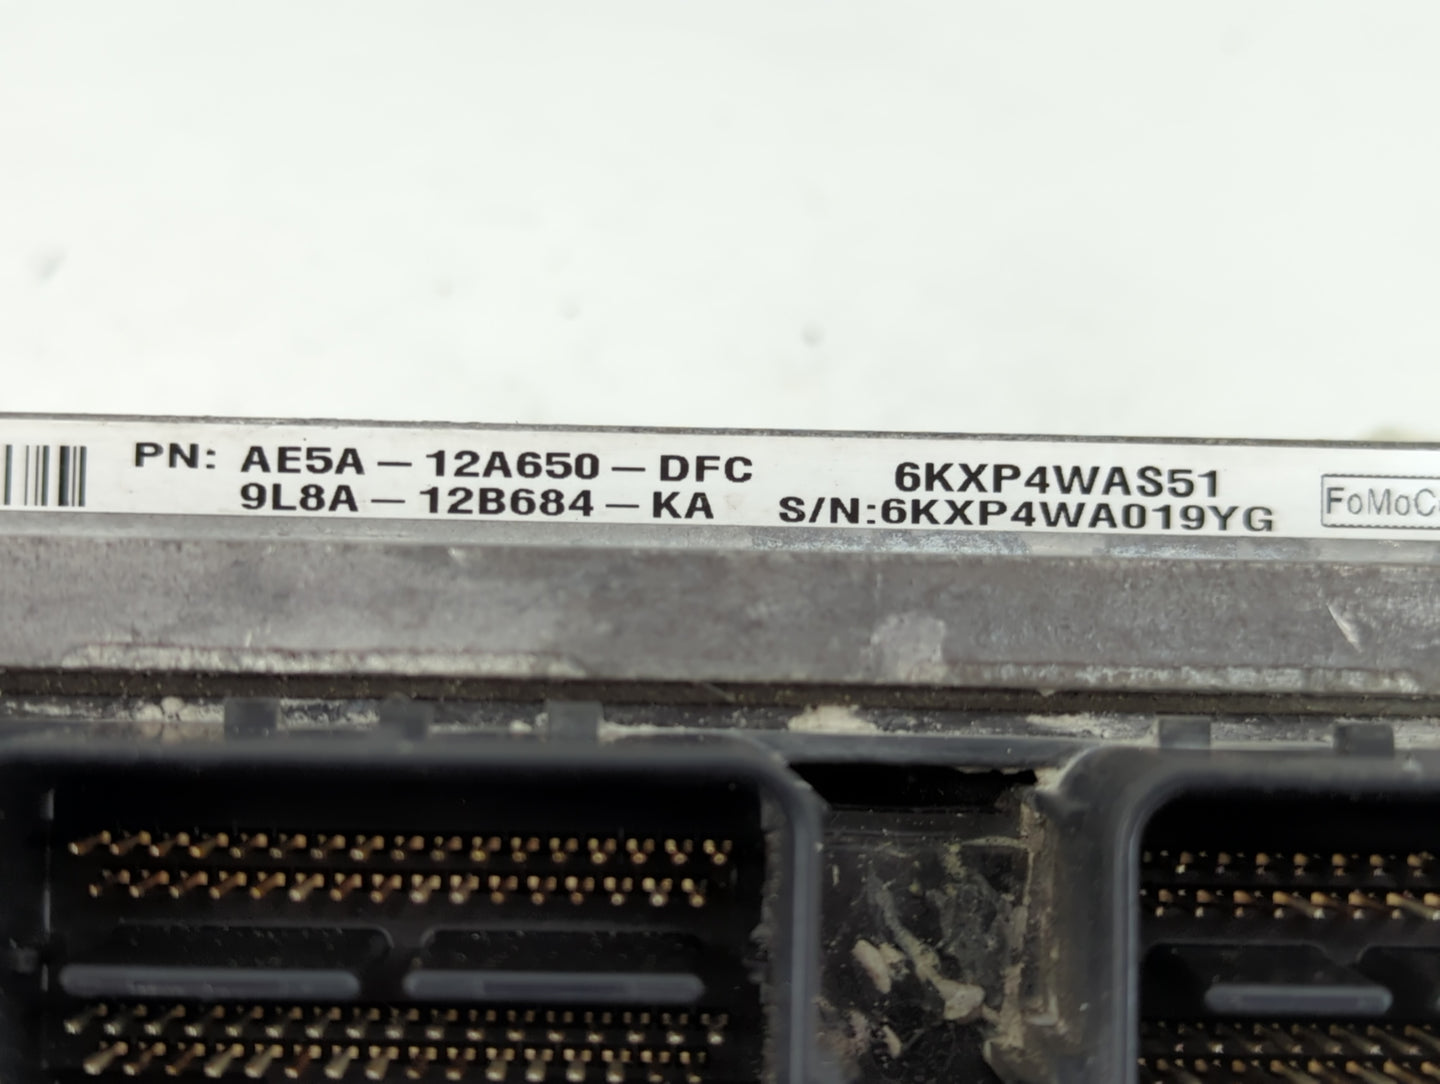 PN: AE5A-12A650-DFC
9L8A-12B684-KA
6KXP4WAS51
S/N:6KXP4WA019YG